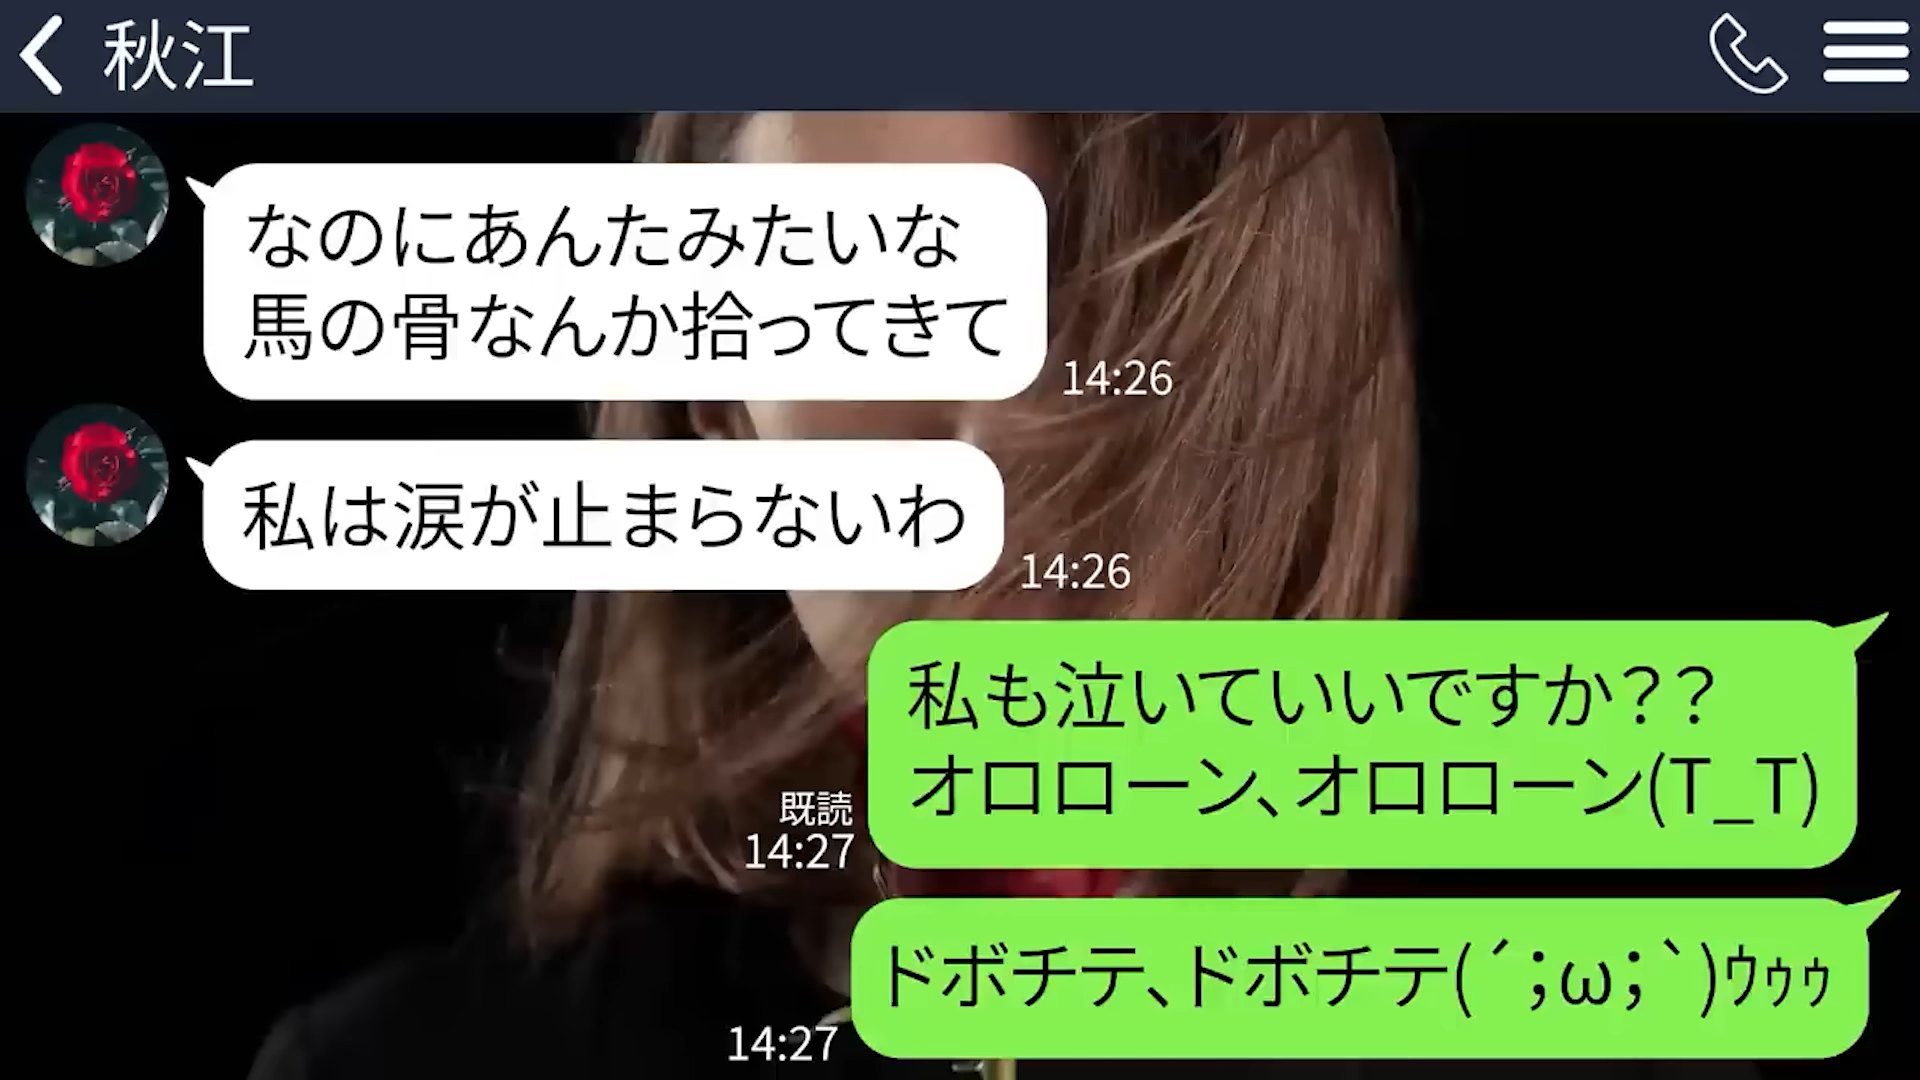 秋江
なのにあんたみたいな
馬の骨なんか拾ってきて
14:26
私は涙が止まらないわ
14:26
私も泣いていいですか？？
オロローン、オロローン(T_T)
既読
14:27
ドボチテ、ドボチテ(´；ω；`)ｳｩｩ
14:27